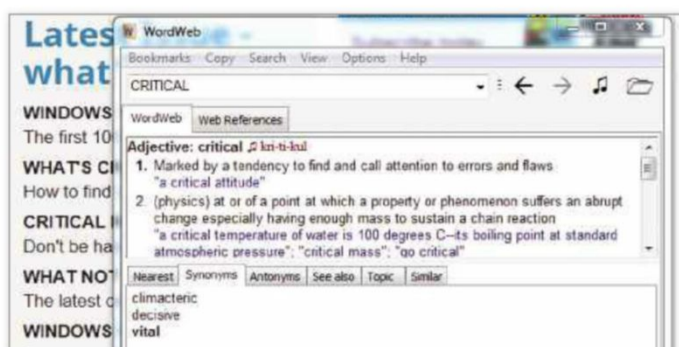 Lates
what
WINDOWS
The first 10
WHAT'S C
How to find
CRITICAL
Don't be ha
WHAT NOT
The latest c
WINDOWS
WordWeb
Bookmarks Copy Search View Options Help
CRITICAL
WordWeb Web References
Adjective: critical kri-ti-kul
1. Marked by a tendency to find and call attention to errors and flaws
"a critical attitude"
2. (physics) at or of a point at which a property or phenomenon suffers an abrupt
change especially having enough mass to sustain a chain reaction
"a critical temperature of water is 100 degrees C--its boiling point at standard
atmospheric pressure"; "critical mass"; "go critical"
Nearest Synonyms Antonyms See also Topic Similar
climacteric
decisive
vital